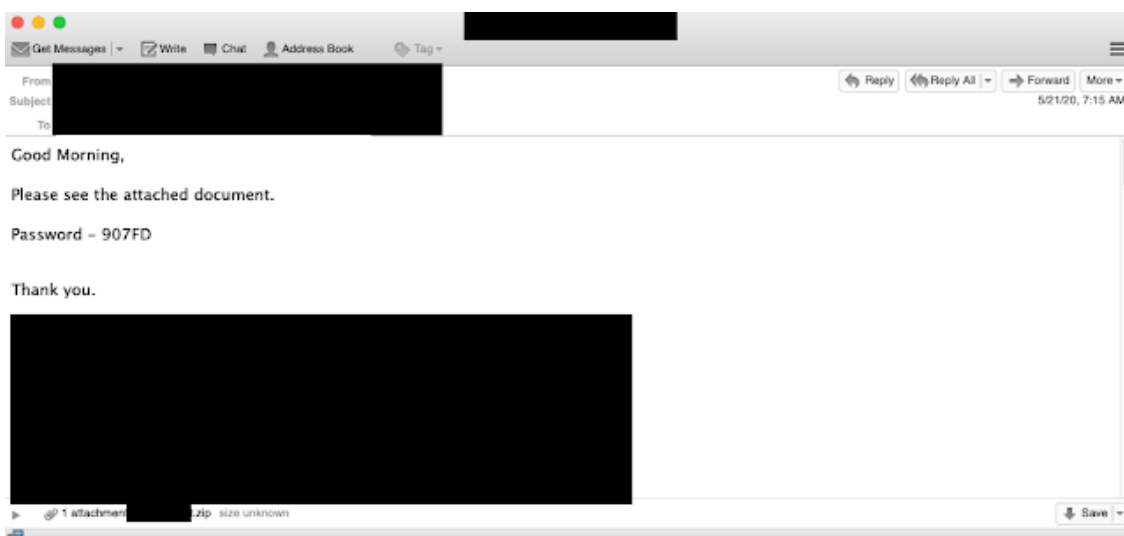 Get Messages Write Chat Address Book Tag
From Reply Reply All Forward More
Subject 5/21/20, 7:15 AM
To
Good Morning,
Please see the attached document.
Password – 907FD
Thank you.
1 attachment .zip size unknown Save